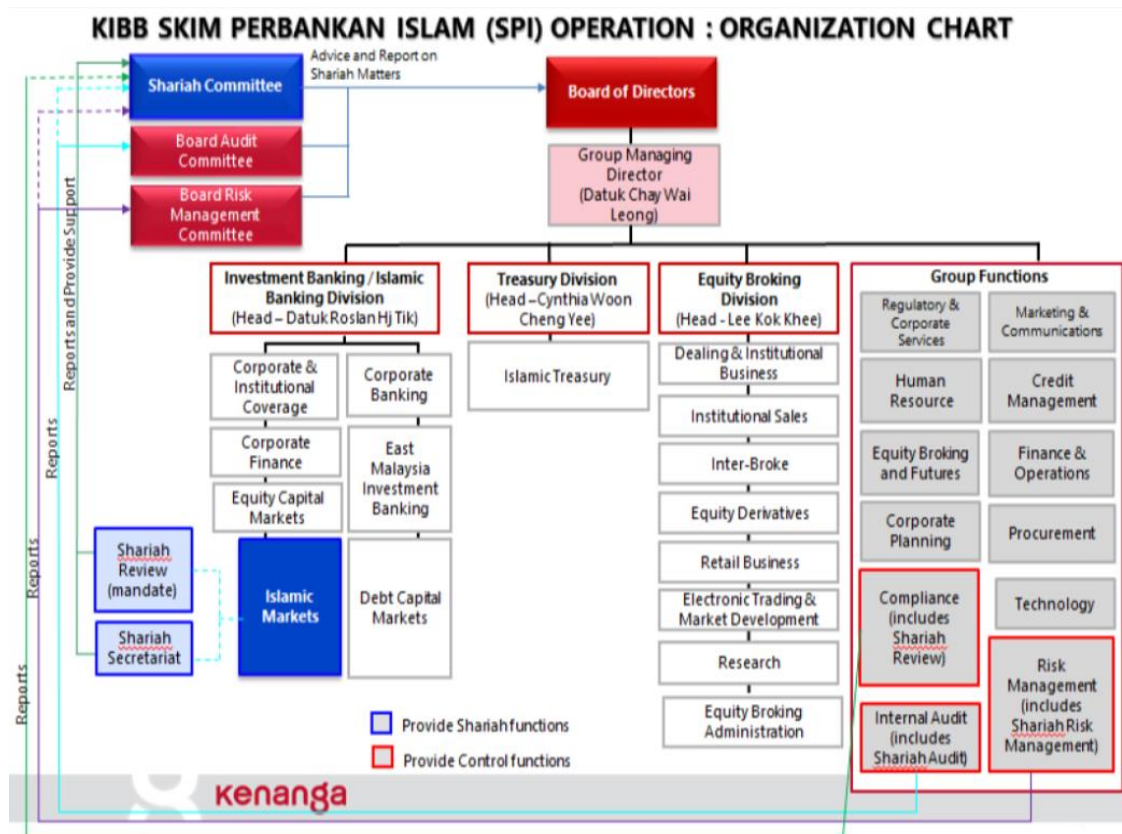 KIBB SKIM PERBANKAN ISLAM (SPI) OPERATION : ORGANIZATION CHART
Shariah Committee
Advice and Report on
Shariah Matters
Board of Directors
Board Audit
Committee
Board Risk
Management
Committee
Group Managing
Director
(Datuk Chay Wai
Leong)
Reports and Provide Support
Reports
Reports
Reports
Investment Banking / Islamic
Banking Division
(Head – Datuk Roslan Hj Tik)
Treasury Division
(Head –Cynthia Woon
Cheng Yee)
Equity Broking
Division
(Head - Lee Kok Khee)
Group Functions
Corporate &
Institutional
Coverage
Corporate
Finance
Equity Capital
Markets
Islamic
Markets
Corporate
Banking
East
Malaysia
Investment
Banking
Debt Capital
Markets
Shariah
Review
(mandate)
Shariah
Secretariat
Islamic Treasury
Dealing & Institutional
Business
Institutional Sales
Inter-Broke
Equity Derivatives
Retail Business
Electronic Trading &
Market Development
Research
Equity Broking
Administration
Regulatory &
Corporate
Services
Marketing &
Communications
Human
Resource
Credit
Management
Equity Broking
and Futures
Finance &
Operations
Corporate
Planning
Procurement
Compliance
(includes
Shariah
Review)
Technology
Internal Audit
(includes
Shariah Audit)
Risk
Management
(includes
Shariah Risk
Management)
Provide Shariah functions
Provide Control functions
kenanga